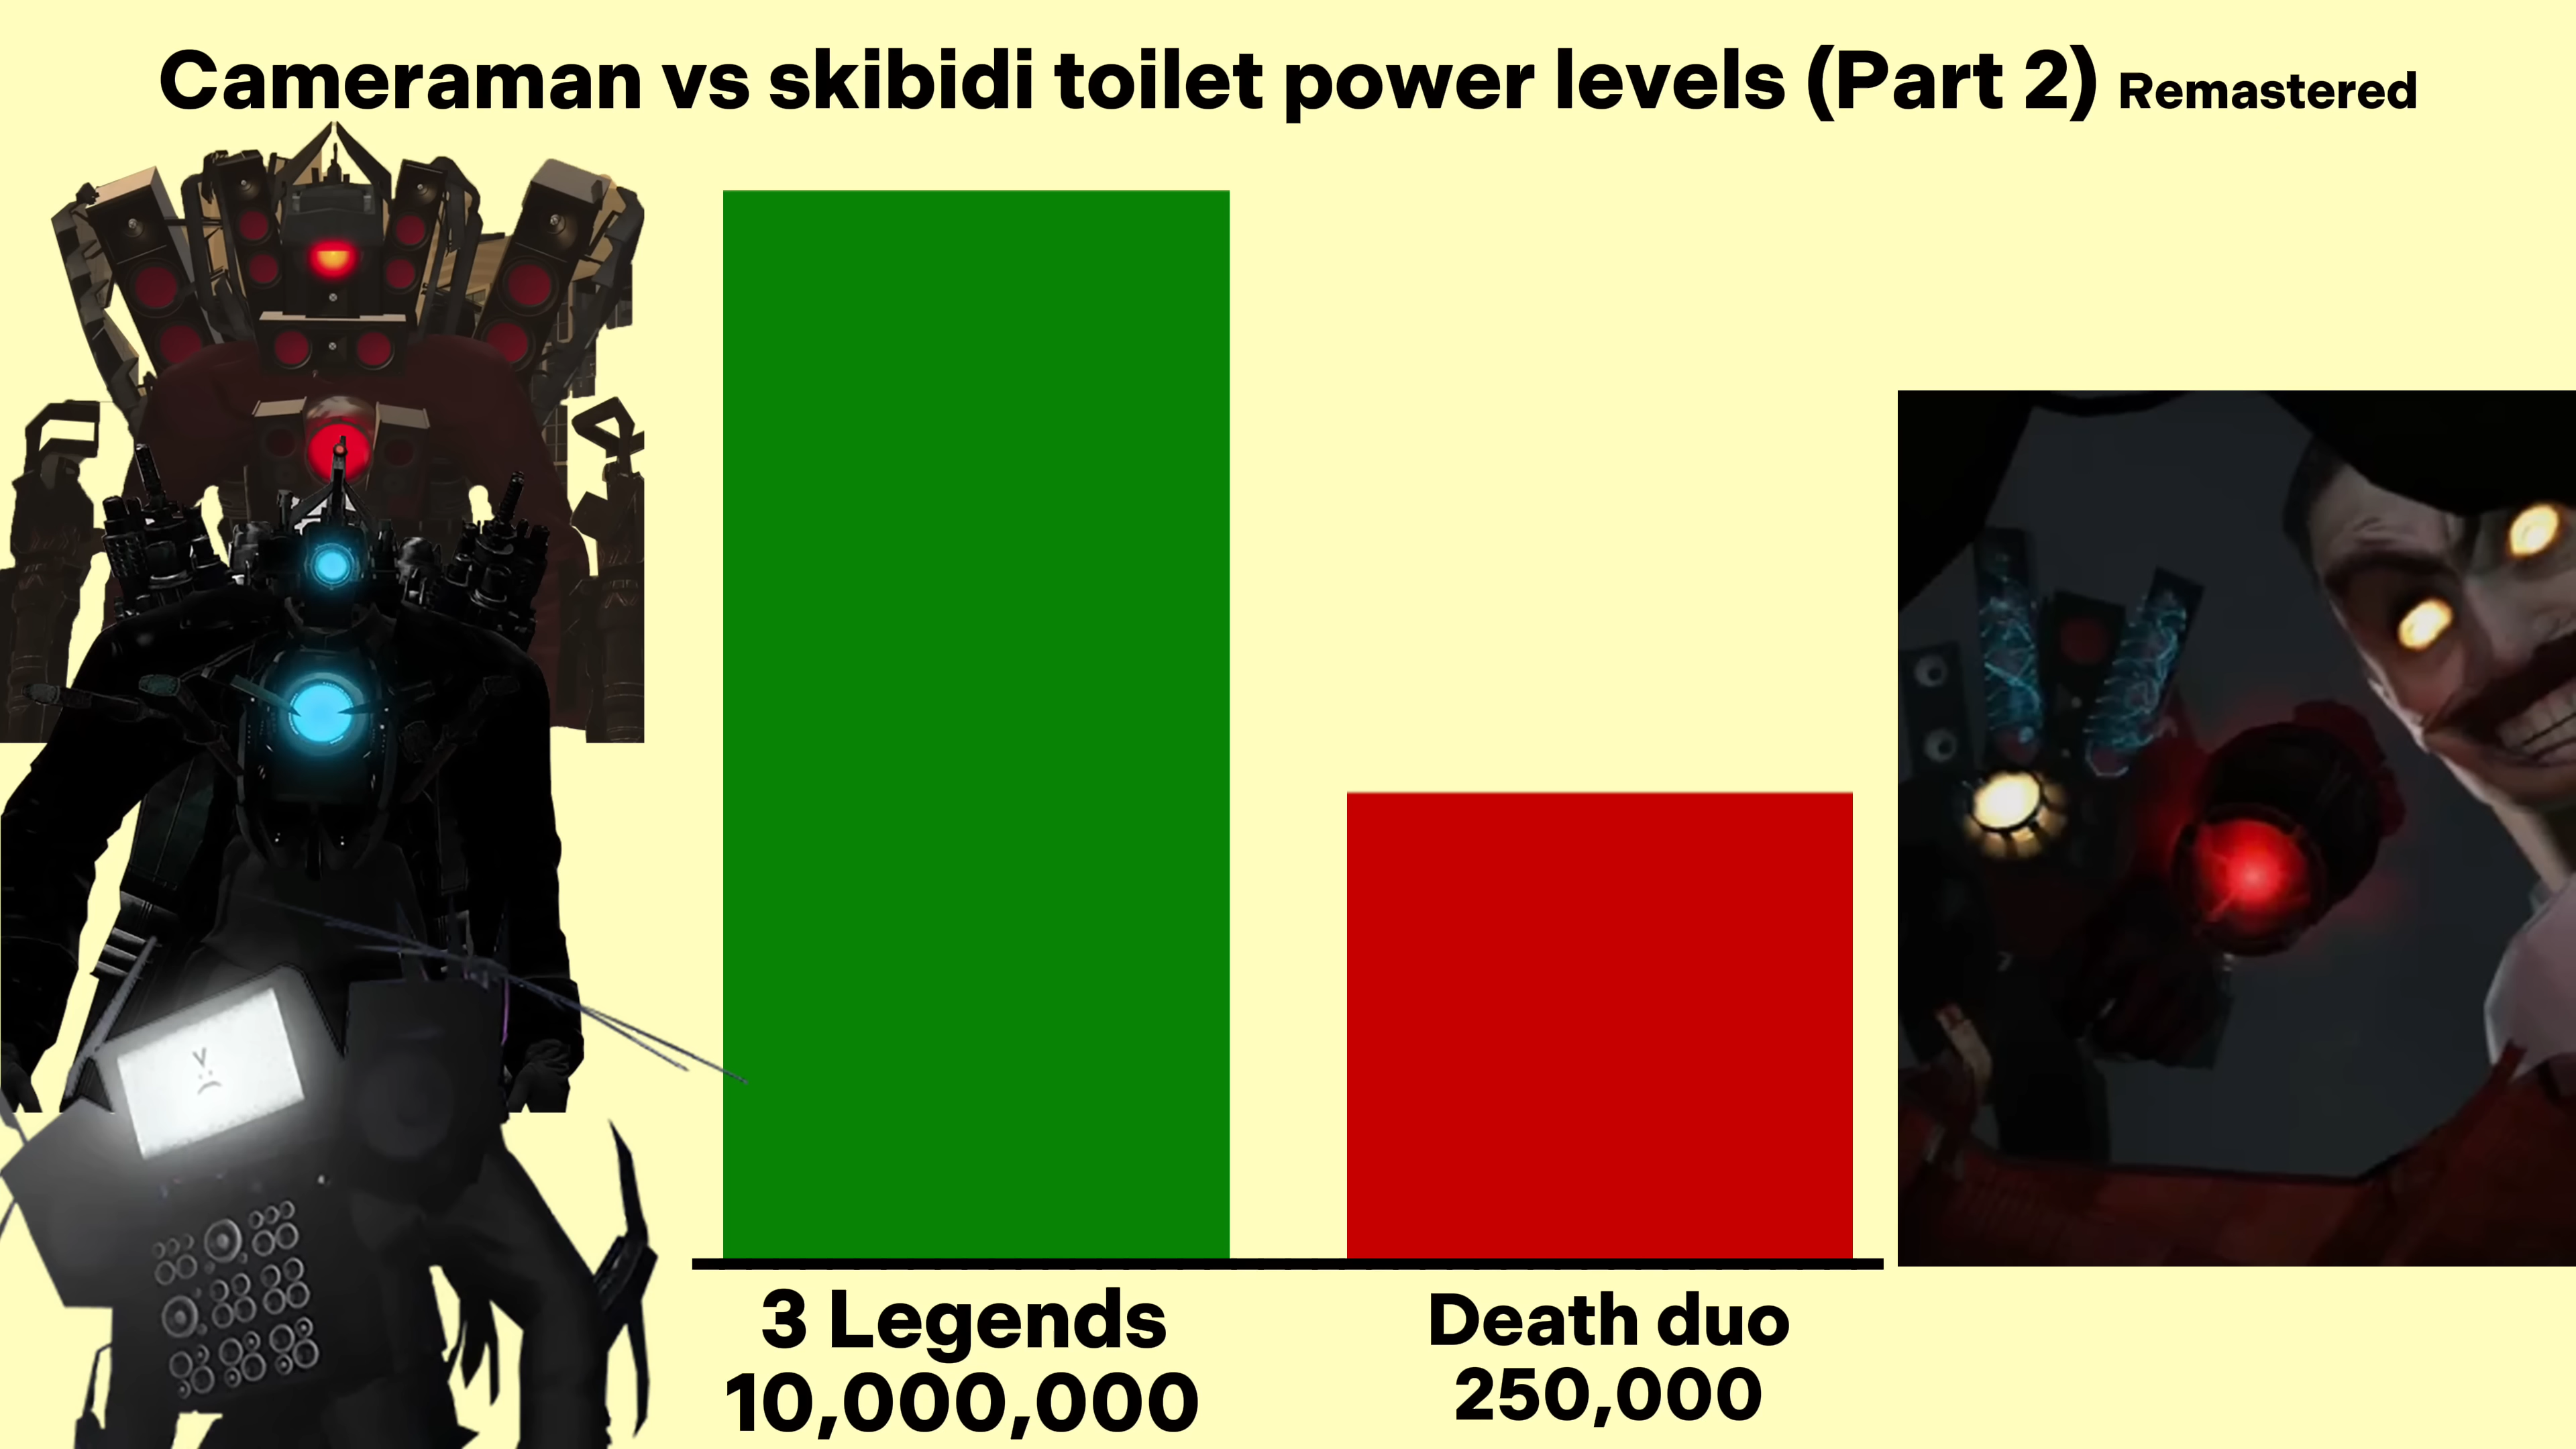 Cameraman vs skibidi toilet power levels (Part 2) Remastered
3 Legends
10,000,000
Death duo
250,000